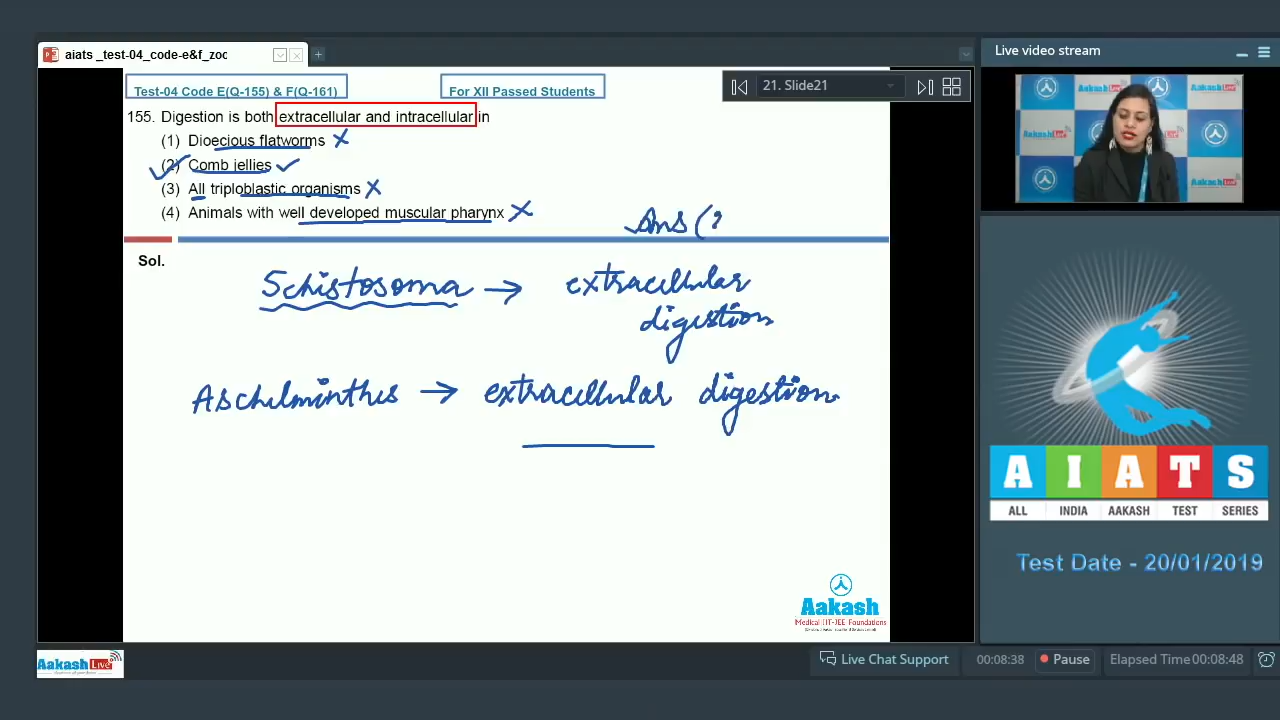 aiats _test-04_code-e&f_zoc
Live video stream
Test-04 Code E(Q-155) & F(Q-161)
For XII Passed Students
21. Slide21
155. Digestion is both extracellular and intracellular in
(1) Dioecious flatworms
(2) Comb jellies
(3) All triploblastic organisms
(4) Animals with well developed muscular pharynx
Ans (
Sol.
Schistosoma → extracellular
digestion
Aschelminthes → extracellular digestion
Aakash
Medical|IIT-JEE|Foundations
AIATS
ALL INDIA AAKASH TEST SERIES
Test Date - 20/01/2019
Aakash Live
Live Chat Support
00:08:38
Pause
Elapsed Time 00:08:48